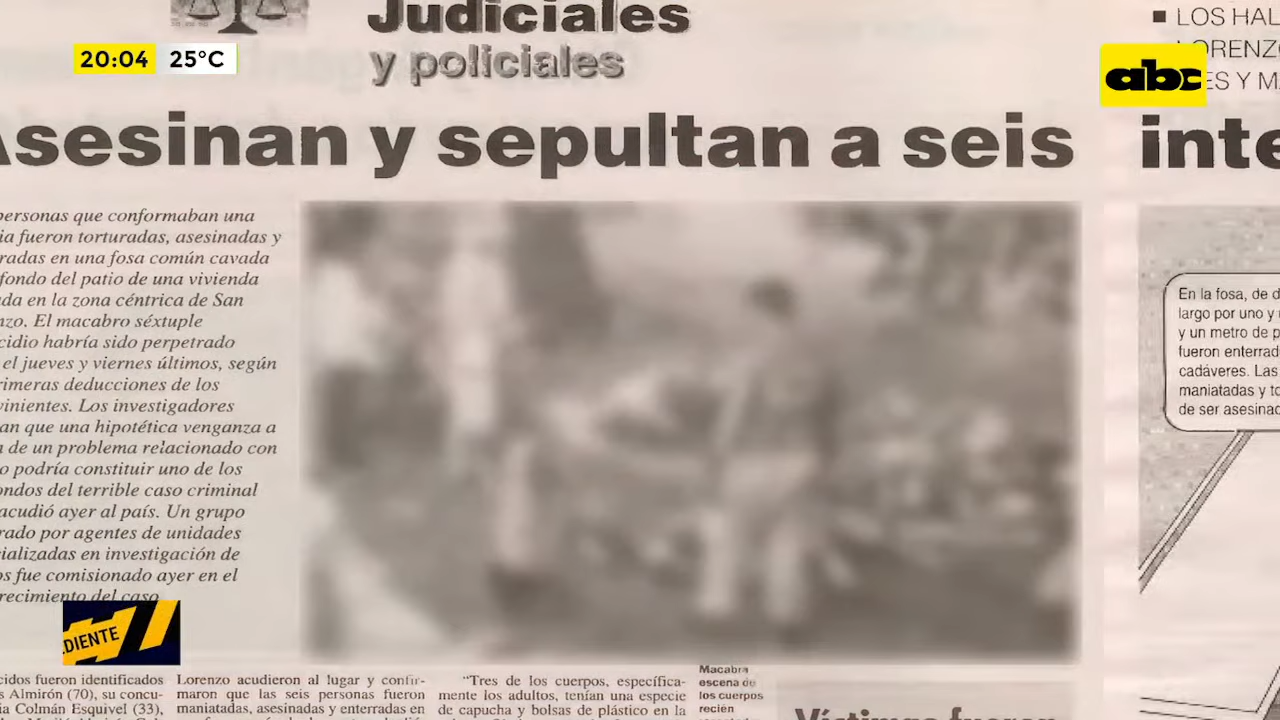 Judiciales
y policiales
20:04 25°C
abc
■ LOS HAL
Asesinan y sepultan a seis inte
personas que conformaban una
ia fueron torturadas, asesinadas y
radas en una fosa común cavada
fondo del patio de una vivienda
da en la zona céntrica de San
nzo. El macabro séxtuple
cidio habría sido perpetrado
el jueves y viernes últimos, según
rimeras deducciones de los
vinientes. Los investigadores
an que una hipotética venganza a
de un problema relacionado con
o podría constituir uno de los
ondos del terrible caso criminal
acudió ayer al país. Un grupo
rado por agentes de unidades
ializadas en investigación de
os fue comisionado ayer en el
recimiento del caso
En la fosa, de d
largo por uno y
y un metro de p
fueron enterrad
cadáveres. Las
maniatadas y to
de ser asesinad
DIENTE
cidos fueron identificados
s Almirón (70), su concu-
ia Colmán Esquivel (33),
Lorenzo acudieron al lugar y confir-
maron que las seis personas fueron
maniatadas, asesinadas y enterradas en
“Tres de los cuerpos, específica-
mente los adultos, tenían una especie
de capucha y bolsas de plástico en la
Macabra
escena de
los cuerpos
recién
Víctimas fueron